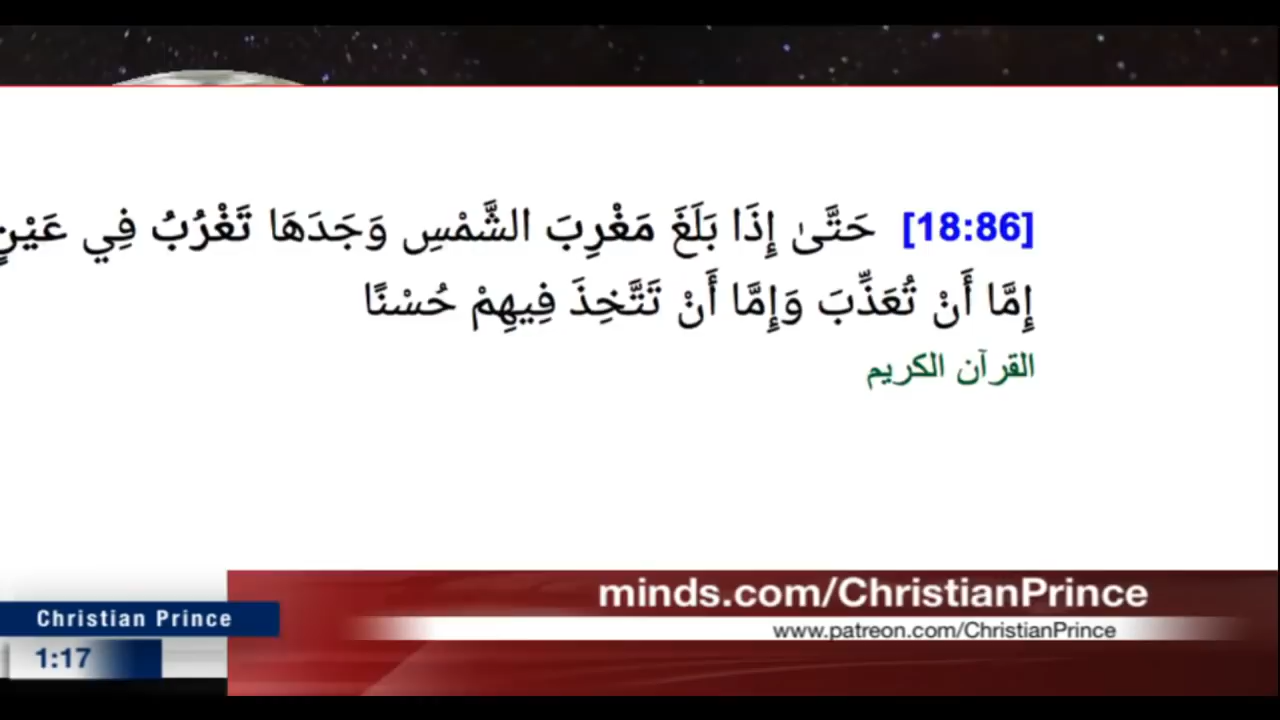 [18:86] حَتَّىٰ إِذَا بَلَغَ مَغْرِبَ الشَّمْسِ وَجَدَهَا تَغْرُبُ فِي عَيْنٍ
إِمَّا أَنْ تُعَذِّبَ وَإِمَّا أَنْ تَتَّخِذَ فِيهِمْ حُسْنًا
القرآن الكريم
minds.com/ChristianPrince
Christian Prince
www.patreon.com/ChristianPrince
1:17